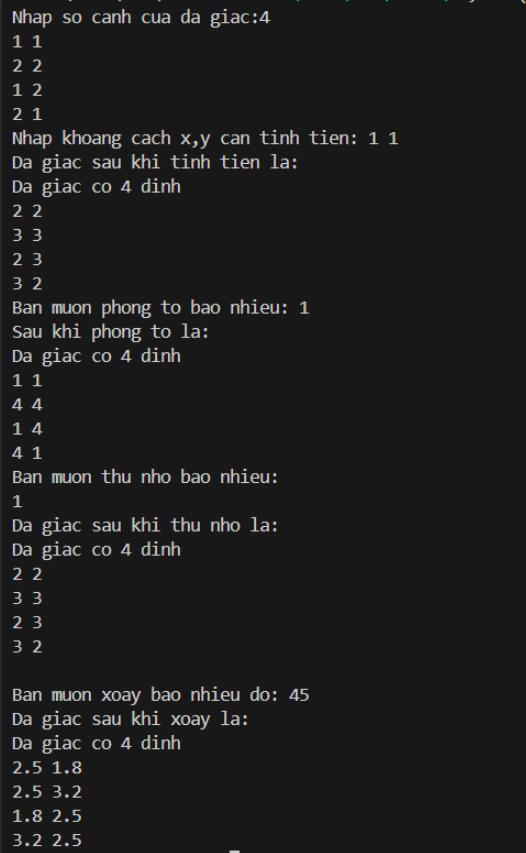 Nhap so canh cua da giac:4
1 1
2 2
1 2
2 1
Nhap khoang cach x,y can tinh tien: 1 1
Da giac sau khi tinh tien la:
Da giac co 4 dinh
2 2
3 3
2 3
3 2
Ban muon phong to bao nhieu: 1
Sau khi phong to la:
Da giac co 4 dinh
1 1
4 4
1 4
4 1
Ban muon thu nho bao nhieu:
1
Da giac sau khi thu nho la:
Da giac co 4 dinh
2 2
3 3
2 3
3 2
Ban muon xoay bao nhieu do: 45
Da giac sau khi xoay la:
Da giac co 4 dinh
2.5 1.8
2.5 3.2
1.8 2.5
3.2 2.5